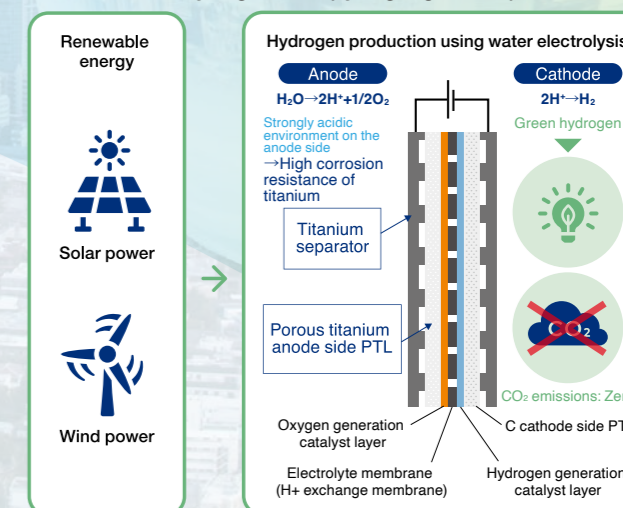 Renewable
energy
Solar power
Wind power
Hydrogen production using water electrolysis
Anode
H₂O→2H⁺+1/2O₂
Strongly acidic
environment on the
anode side
→High corrosion
resistance of
titanium
Titanium
separator
Porous titanium
anode side PTL
Oxygen generation
catalyst layer
Electrolyte membrane
(H+ exchange membrane)
Cathode
2H⁺→H₂
Green hydrogen
CO₂
CO₂ emissions: Zer
C cathode side PT
Hydrogen generation
catalyst layer